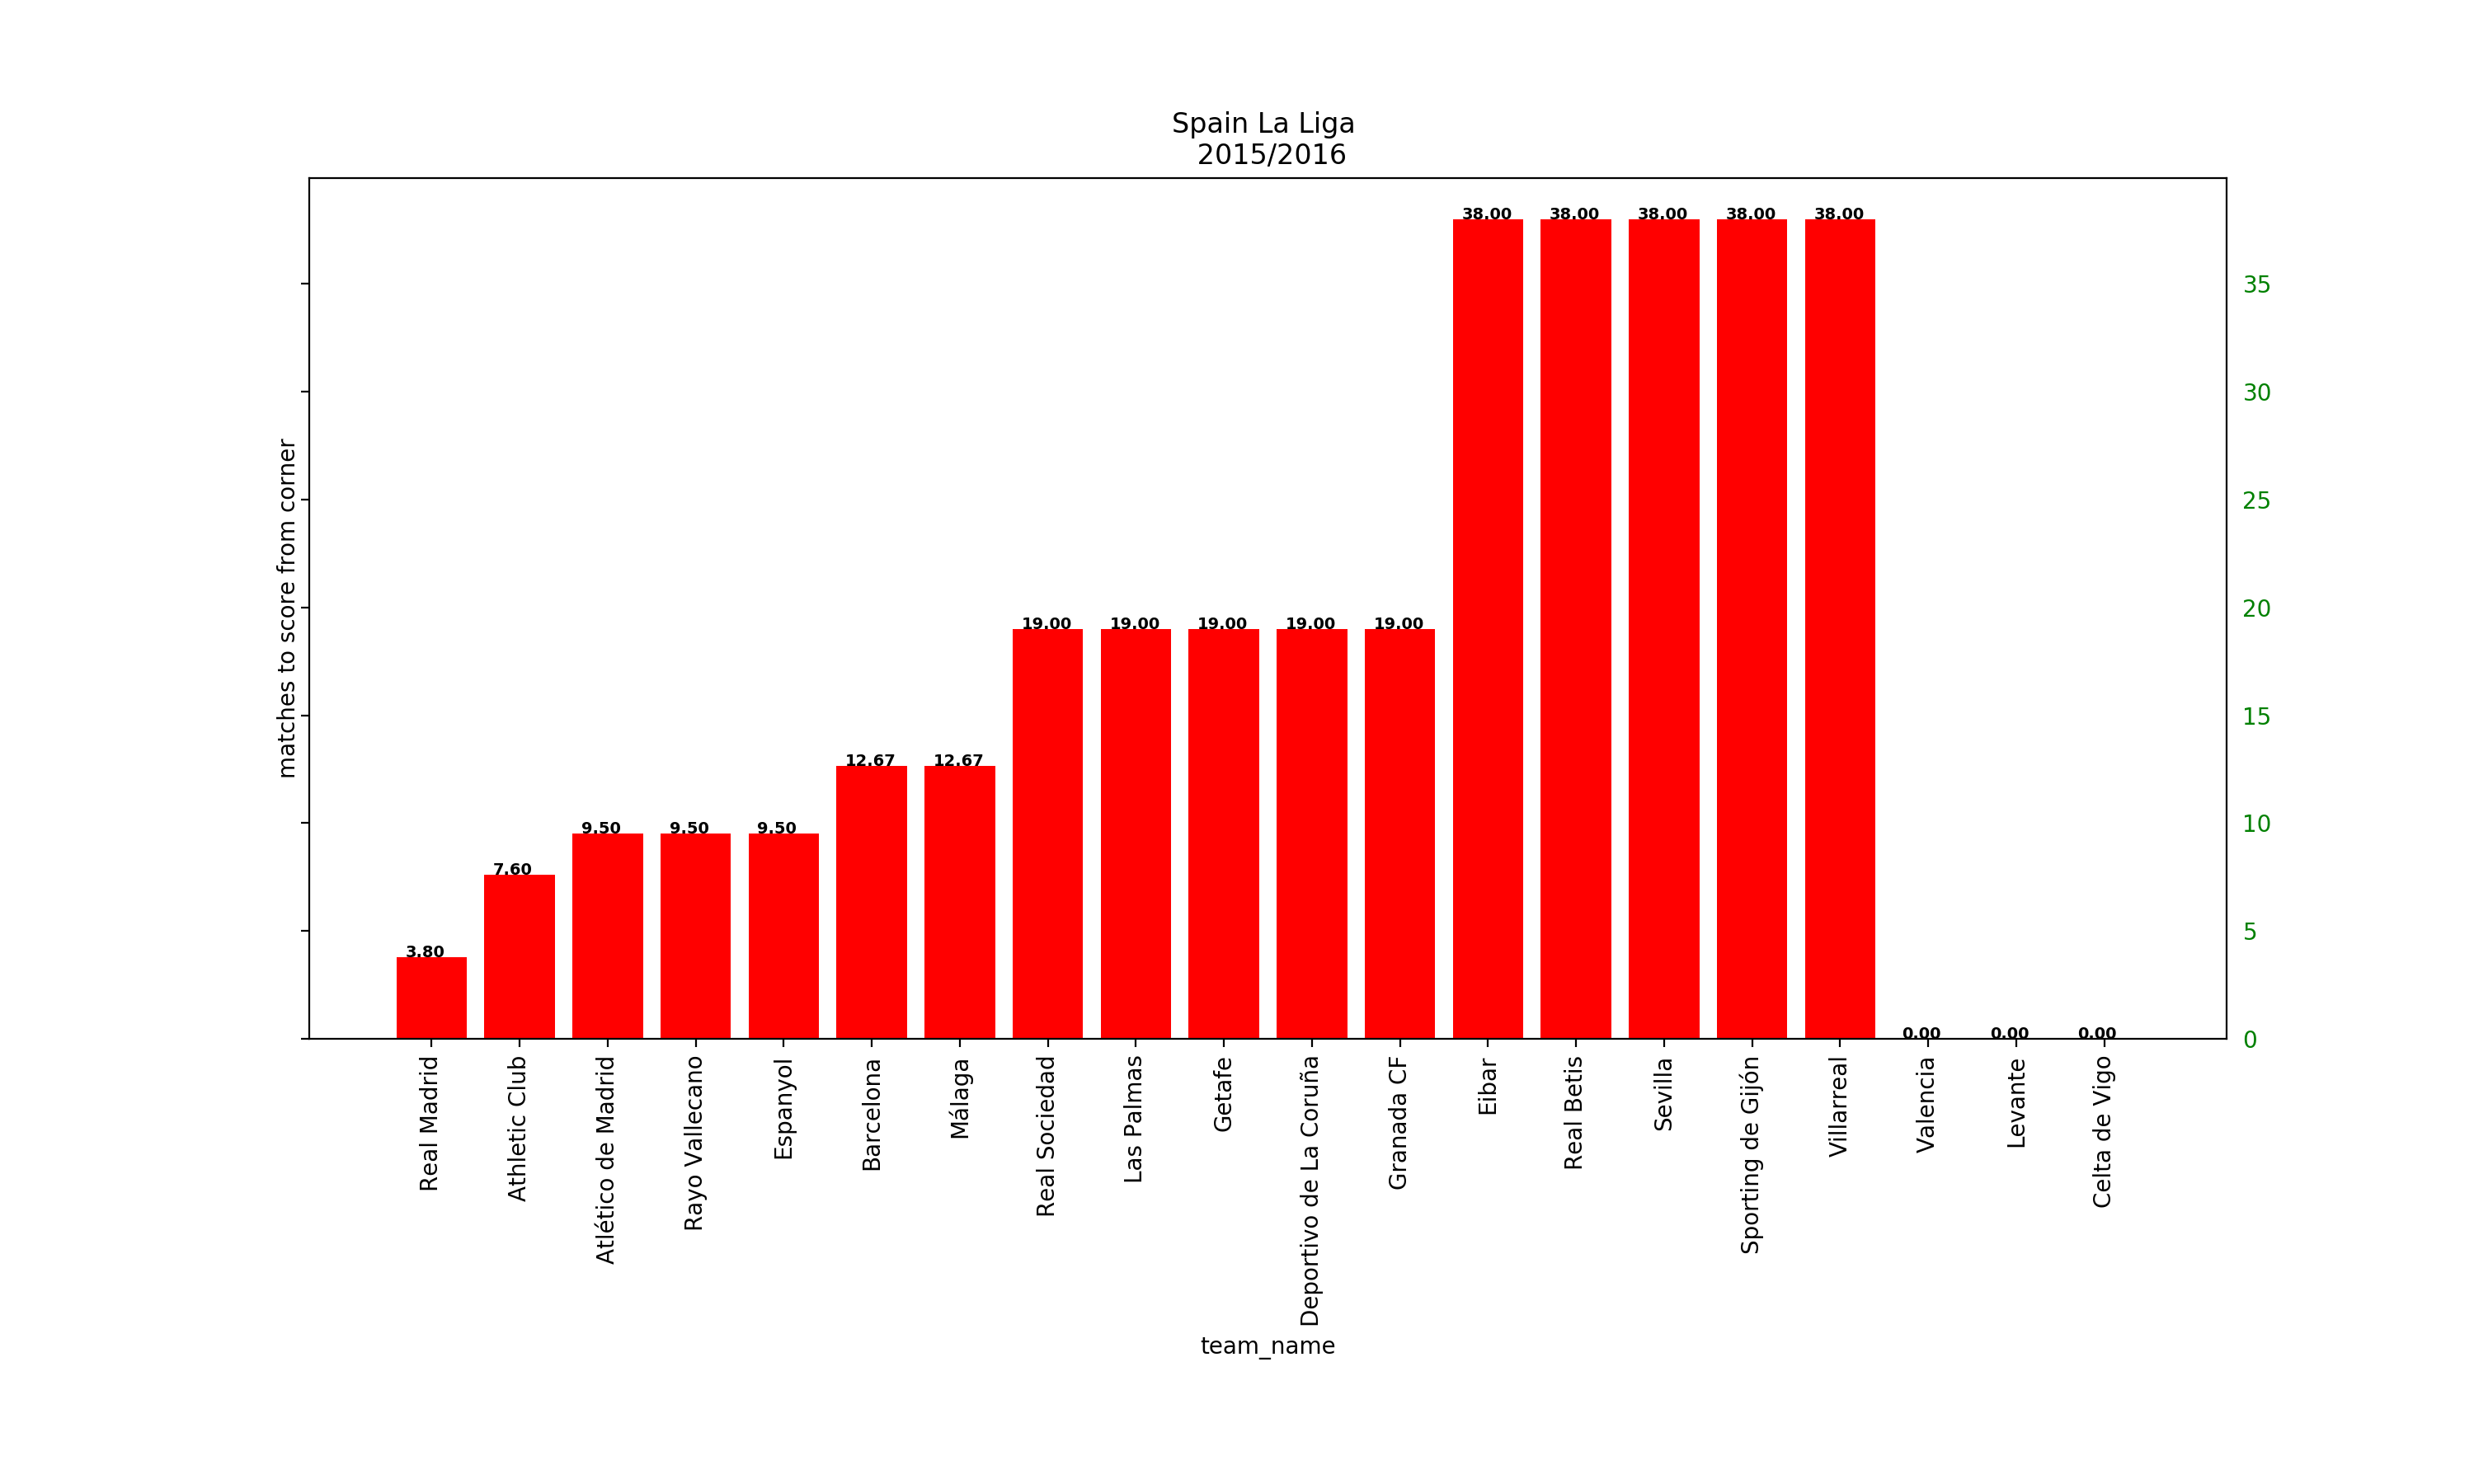 Spain La Liga
2015/2016
matches to score from corner
38.00 38.00 38.00 38.00 38.00
19.00 19.00 19.00 19.00 19.00
12.67 12.67
9.50 9.50 9.50
7.60
3.80
0.00 0.00 0.00
35
30
25
20
15
10
5
0
Real Madrid
Athletic Club
Atlético de Madrid
Rayo Vallecano
Espanyol
Barcelona
Málaga
Real Sociedad
Las Palmas
Getafe
Deportivo de La Coruña
Granada CF
Eibar
Real Betis
Sevilla
Sporting de Gijón
Villarreal
Valencia
Levante
Celta de Vigo
team_name